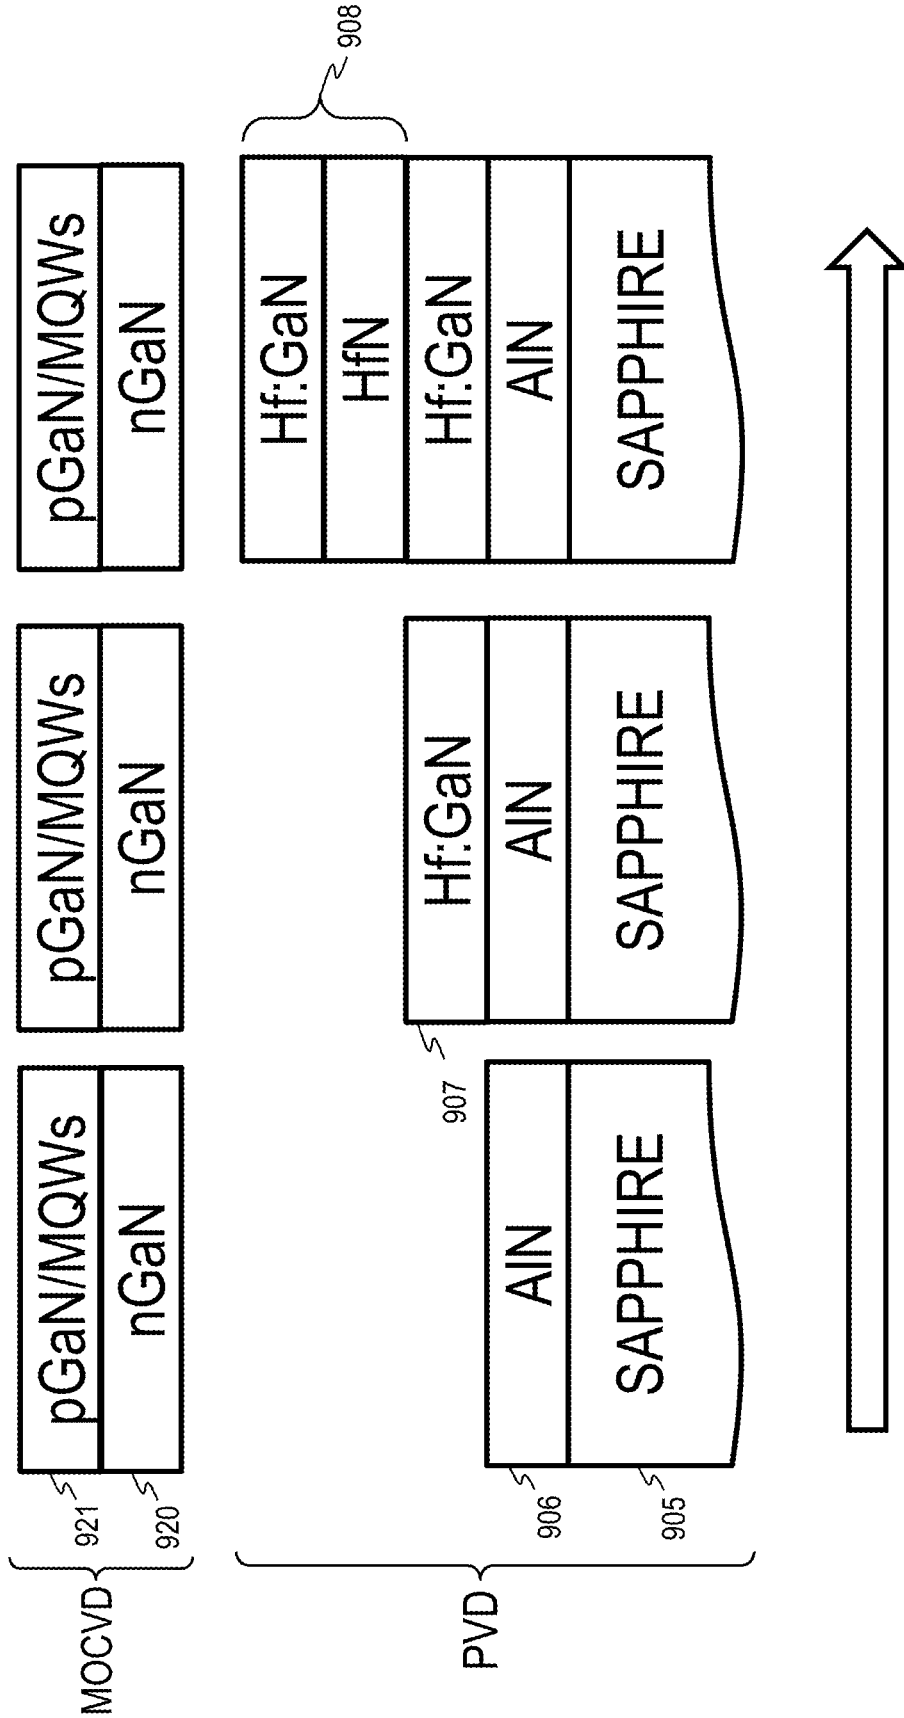 MOCVD
921
920
pGaN/MQWs
nGaN
pGaN/MQWs
nGaN
pGaN/MQWs
nGaN
PVD
906
905
AlN
SAPPHIRE
907
Hf:GaN
AlN
SAPPHIRE
908
Hf:GaN
HfN
Hf:GaN
AlN
SAPPHIRE